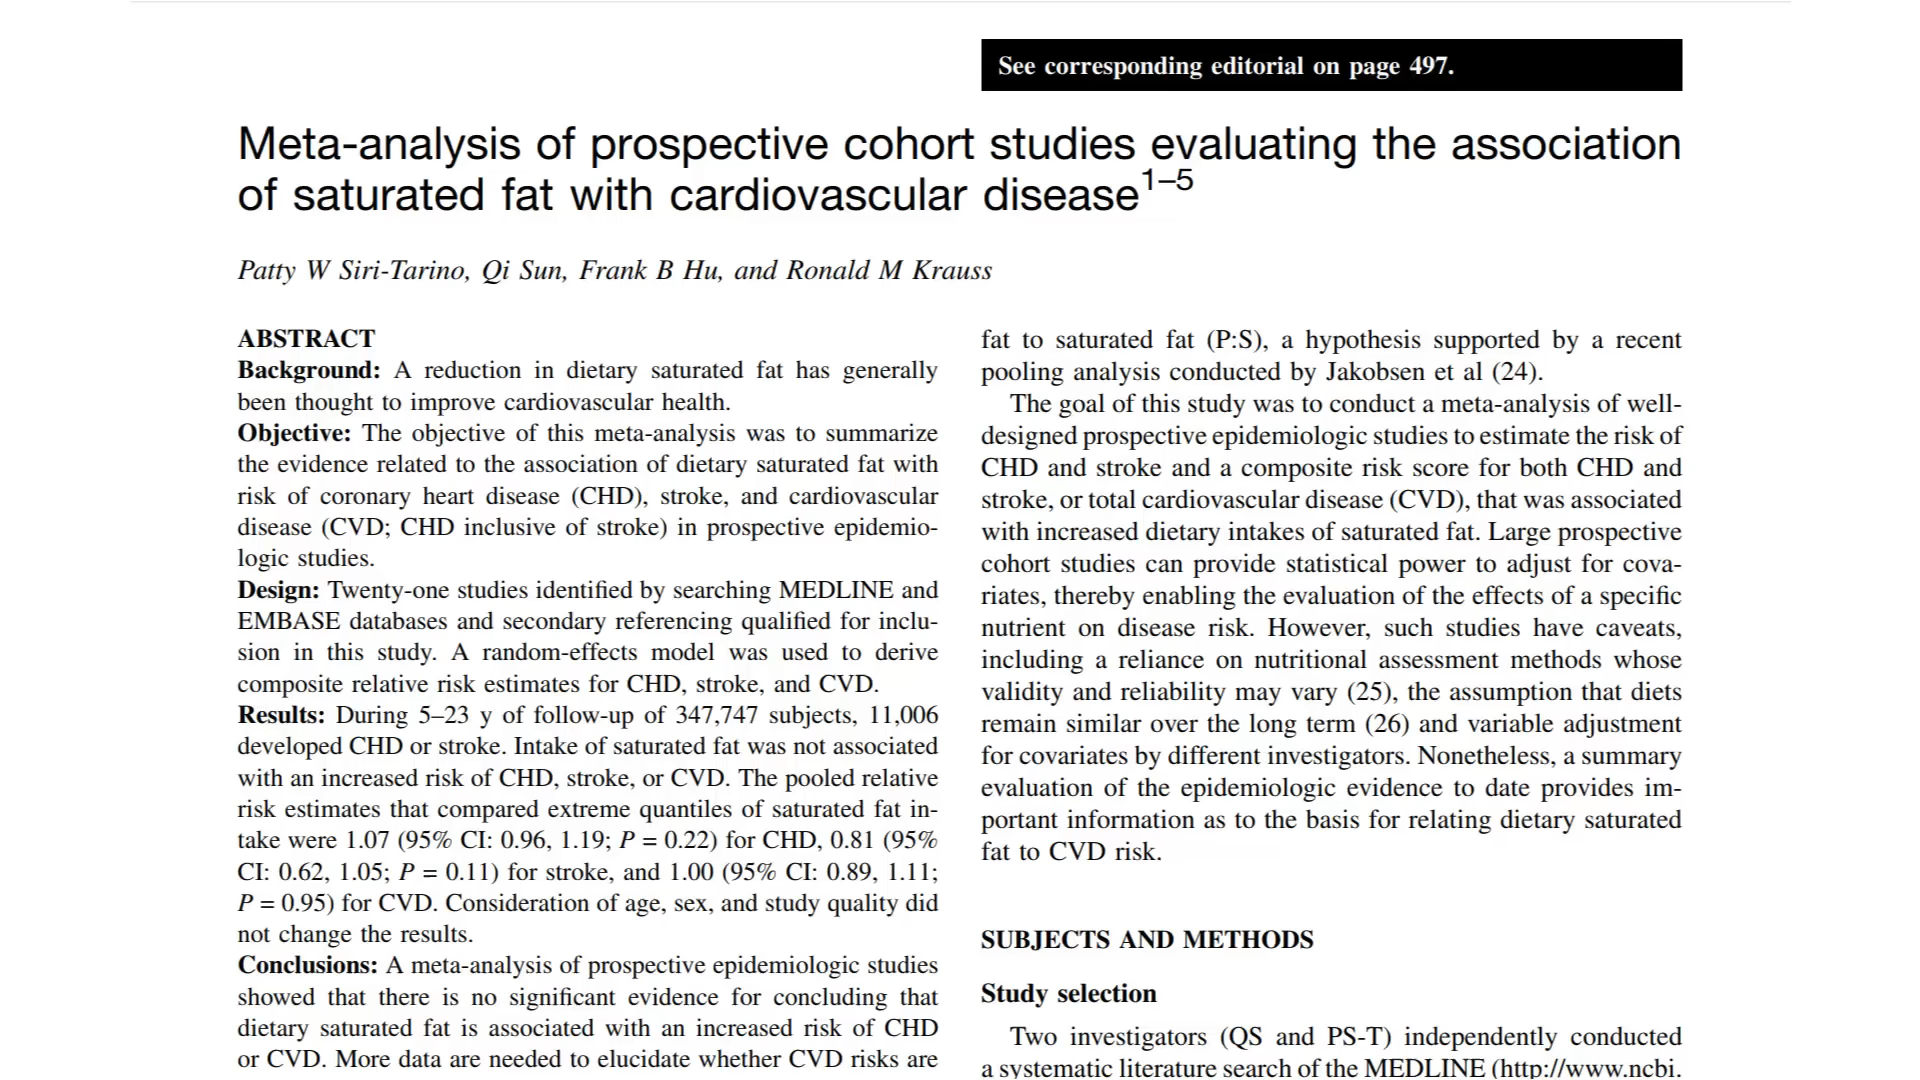 See corresponding editorial on page 497.
Meta-analysis of prospective cohort studies evaluating the association
of saturated fat with cardiovascular disease1–5
Patty W Siri-Tarino, Qi Sun, Frank B Hu, and Ronald M Krauss
ABSTRACT
Background: A reduction in dietary saturated fat has generally
been thought to improve cardiovascular health.
Objective: The objective of this meta-analysis was to summarize
the evidence related to the association of dietary saturated fat with
risk of coronary heart disease (CHD), stroke, and cardiovascular
disease (CVD; CHD inclusive of stroke) in prospective epidemio-
logic studies.
Design: Twenty-one studies identified by searching MEDLINE and
EMBASE databases and secondary referencing qualified for inclu-
sion in this study. A random-effects model was used to derive
composite relative risk estimates for CHD, stroke, and CVD.
Results: During 5–23 y of follow-up of 347,747 subjects, 11,006
developed CHD or stroke. Intake of saturated fat was not associated
with an increased risk of CHD, stroke, or CVD. The pooled relative
risk estimates that compared extreme quantiles of saturated fat in-
take were 1.07 (95% CI: 0.96, 1.19; P = 0.22) for CHD, 0.81 (95%
CI: 0.62, 1.05; P = 0.11) for stroke, and 1.00 (95% CI: 0.89, 1.11;
P = 0.95) for CVD. Consideration of age, sex, and study quality did
not change the results.
Conclusions: A meta-analysis of prospective epidemiologic studies
showed that there is no significant evidence for concluding that
dietary saturated fat is associated with an increased risk of CHD
or CVD. More data are needed to elucidate whether CVD risks are
fat to saturated fat (P:S), a hypothesis supported by a recent
pooling analysis conducted by Jakobsen et al (24).
The goal of this study was to conduct a meta-analysis of well-
designed prospective epidemiologic studies to estimate the risk of
CHD and stroke and a composite risk score for both CHD and
stroke, or total cardiovascular disease (CVD), that was associated
with increased dietary intakes of saturated fat. Large prospective
cohort studies can provide statistical power to adjust for cova-
riates, thereby enabling the evaluation of the effects of a specific
nutrient on disease risk. However, such studies have caveats,
including a reliance on nutritional assessment methods whose
validity and reliability may vary (25), the assumption that diets
remain similar over the long term (26) and variable adjustment
for covariates by different investigators. Nonetheless, a summary
evaluation of the epidemiologic evidence to date provides im-
portant information as to the basis for relating dietary saturated
fat to CVD risk.
SUBJECTS AND METHODS
Study selection
Two investigators (QS and PS-T) independently conducted
a systematic literature search of the MEDLINE (http://www.ncbi.